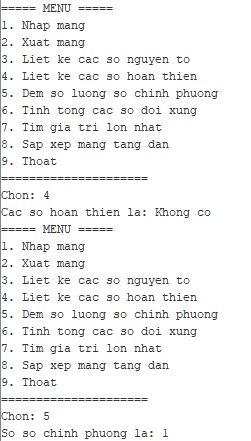 ===== MENU =====
1. Nhap mang
2. Xuat mang
3. Liet ke cac so nguyen to
4. Liet ke cac so hoan thien
5. Dem so luong so chinh phuong
6. Tinh tong cac so doi xung
7. Tim gia tri lon nhat
8. Sap xep mang tang dan
9. Thoat
=====================
Chon: 4
Cac so hoan thien la: Khong co
===== MENU =====
1. Nhap mang
2. Xuat mang
3. Liet ke cac so nguyen to
4. Liet ke cac so hoan thien
5. Dem so luong so chinh phuong
6. Tinh tong cac so doi xung
7. Tim gia tri lon nhat
8. Sap xep mang tang dan
9. Thoat
=====================
Chon: 5
So so chinh phuong la: 1